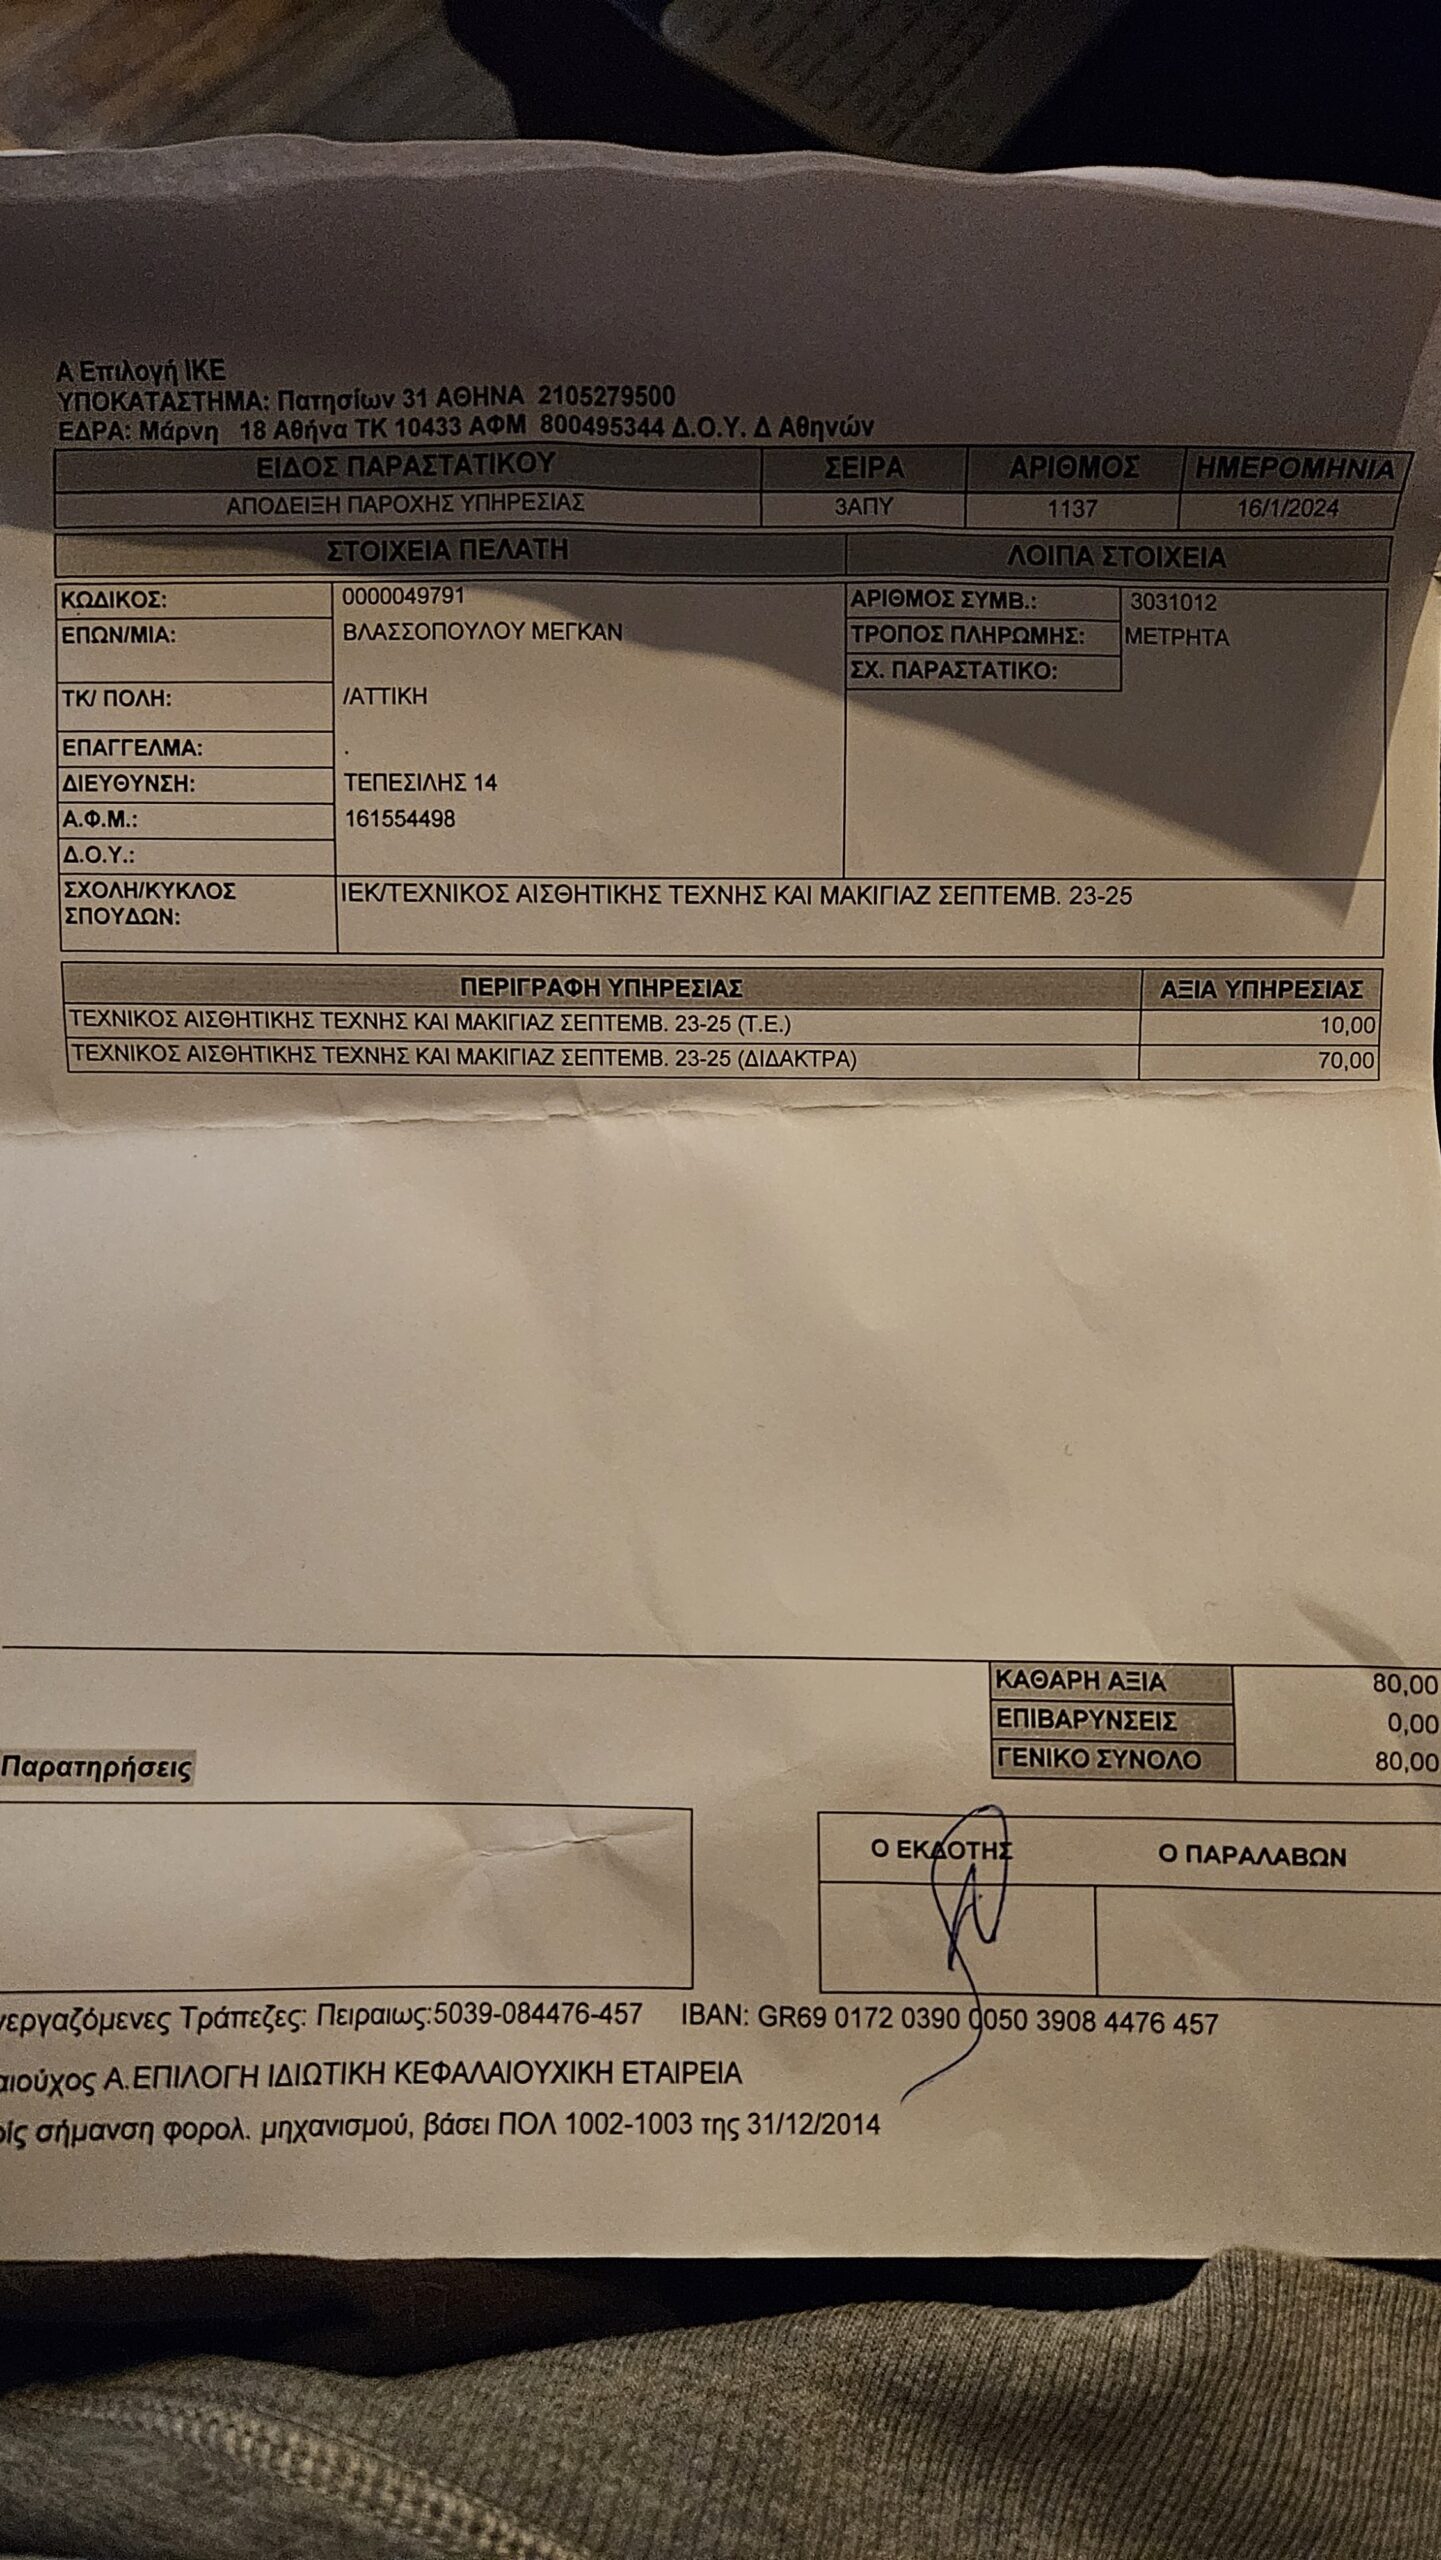 Α Επιλογή ΙΚΕ
ΥΠΟΚΑΤΑΣΤΗΜΑ: Πατησίων 31 ΑΘΗΝΑ 2105279500
ΕΔΡΑ: Μάρνη 18 Αθήνα ΤΚ 10433 ΑΦΜ 800495344 Δ.Ο.Υ. Δ Αθηνών
ΕΙΔΟΣ ΠΑΡΑΣΤΑΤΙΚΟΥ ΣΕΙΡΑ ΑΡΙΘΜΟΣ ΗΜΕΡΟΜΗΝΙΑ
ΑΠΟΔΕΙΞΗ ΠΑΡΟΧΗΣ ΥΠΗΡΕΣΙΑΣ 3ΑΠΥ 1137 16/1/2024
ΣΤΟΙΧΕΙΑ ΠΕΛΑΤΗ ΛΟΙΠΑ ΣΤΟΙΧΕΙΑ
ΚΩΔΙΚΟΣ: 0000049791 ΑΡΙΘΜΟΣ ΣΥΜΒ.: 3031012
ΕΠΩΝ/ΜΙΑ: ΒΛΑΣΣΟΠΟΥΛΟΥ ΜΕΓΚΑΝ ΤΡΟΠΟΣ ΠΛΗΡΩΜΗΣ: ΜΕΤΡΗΤΑ
ΣΧ. ΠΑΡΑΣΤΑΤΙΚΟ:
ΤΚ/ ΠΟΛΗ: /ΑΤΤΙΚΗ
ΕΠΑΓΓΕΛΜΑ: .
ΔΙΕΥΘΥΝΣΗ: ΤΕΠΕΣΙΛΗΣ 14
Α.Φ.Μ.: 161554498
Δ.Ο.Υ.:
ΣΧΟΛΗ/ΚΥΚΛΟΣ ΙΕΚ/ΤΕΧΝΙΚΟΣ ΑΙΣΘΗΤΙΚΗΣ ΤΕΧΝΗΣ ΚΑΙ ΜΑΚΙΓΙΑΖ ΣΕΠΤΕΜΒ. 23-25
ΣΠΟΥΔΩΝ:
ΠΕΡΙΓΡΑΦΗ ΥΠΗΡΕΣΙΑΣ ΑΞΙΑ ΥΠΗΡΕΣΙΑΣ
ΤΕΧΝΙΚΟΣ ΑΙΣΘΗΤΙΚΗΣ ΤΕΧΝΗΣ ΚΑΙ ΜΑΚΙΓΙΑΖ ΣΕΠΤΕΜΒ. 23-25 (Τ.Ε.) 10,00
ΤΕΧΝΙΚΟΣ ΑΙΣΘΗΤΙΚΗΣ ΤΕΧΝΗΣ ΚΑΙ ΜΑΚΙΓΙΑΖ ΣΕΠΤΕΜΒ. 23-25 (ΔΙΔΑΚΤΡΑ) 70,00
ΚΑΘΑΡΗ ΑΞΙΑ 80,00
ΕΠΙΒΑΡΥΝΣΕΙΣ 0,00
ΓΕΝΙΚΟ ΣΥΝΟΛΟ 80,00
Παρατηρήσεις
Ο ΕΚΔΟΤΗΣ Ο ΠΑΡΑΛΑΒΩΝ
νεργαζόμενες Τράπεζες: Πειραιως:5039-084476-457 IBAN: GR69 0172 0390 0050 3908 4476 457
αιούχος Α.ΕΠΙΛΟΓΗ ΙΔΙΩΤΙΚΗ ΚΕΦΑΛΑΙΟΥΧΙΚΗ ΕΤΑΙΡΕΙΑ
ρίς σήμανση φορολ. μηχανισμού, βάσει ΠΟΛ 1002-1003 της 31/12/2014